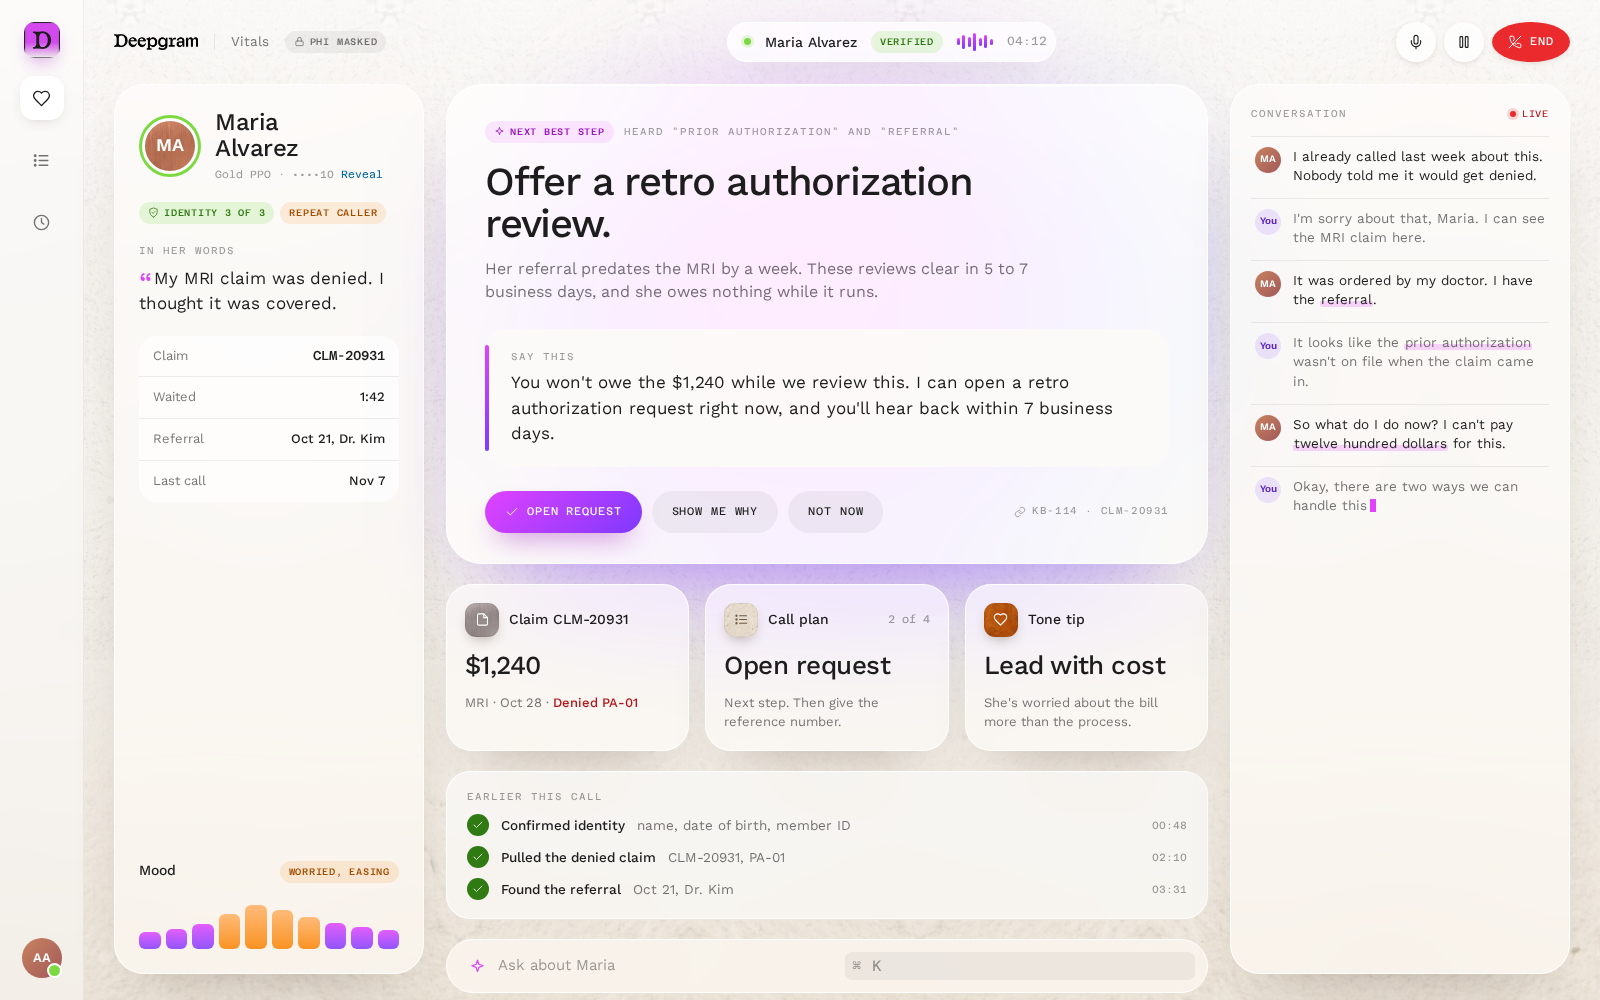 D
Deepgram
Vitals
PHI MASKED
Maria Alvarez
VERIFIED
04:12
END
MA
Maria
Alvarez
Gold PPO · ••••10 Reveal
IDENTITY 3 OF 3
REPEAT CALLER
IN HER WORDS
“My MRI claim was denied. I
thought it was covered.
Claim CLM-20931
Waited 1:42
Referral Oct 21, Dr. Kim
Last call Nov 7
Mood
WORRIED, EASING
AA
NEXT BEST STEP
HEARD "PRIOR AUTHORIZATION" AND "REFERRAL"
Offer a retro authorization
review.
Her referral predates the MRI by a week. These reviews clear in 5 to 7
business days, and she owes nothing while it runs.
SAY THIS
You won't owe the $1,240 while we review this. I can open a retro
authorization request right now, and you'll hear back within 7 business
days.
OPEN REQUEST
SHOW ME WHY
NOT NOW
KB-114 · CLM-20931
Claim CLM-20931
$1,240
MRI · Oct 28 · Denied PA-01
Call plan 2 of 4
Open request
Next step. Then give the
reference number.
Tone tip
Lead with cost
She's worried about the bill
more than the process.
EARLIER THIS CALL
Confirmed identity name, date of birth, member ID 00:48
Pulled the denied claim CLM-20931, PA-01 02:10
Found the referral Oct 21, Dr. Kim 03:31
Ask about Maria
⌘ K
CONVERSATION
LIVE
MA
I already called last week about this.
Nobody told me it would get denied.
You
I'm sorry about that, Maria. I can see
the MRI claim here.
MA
It was ordered by my doctor. I have
the referral.
You
It looks like the prior authorization
wasn't on file when the claim came
in.
MA
So what do I do now? I can't pay
twelve hundred dollars for this.
You
Okay, there are two ways we can
handle this